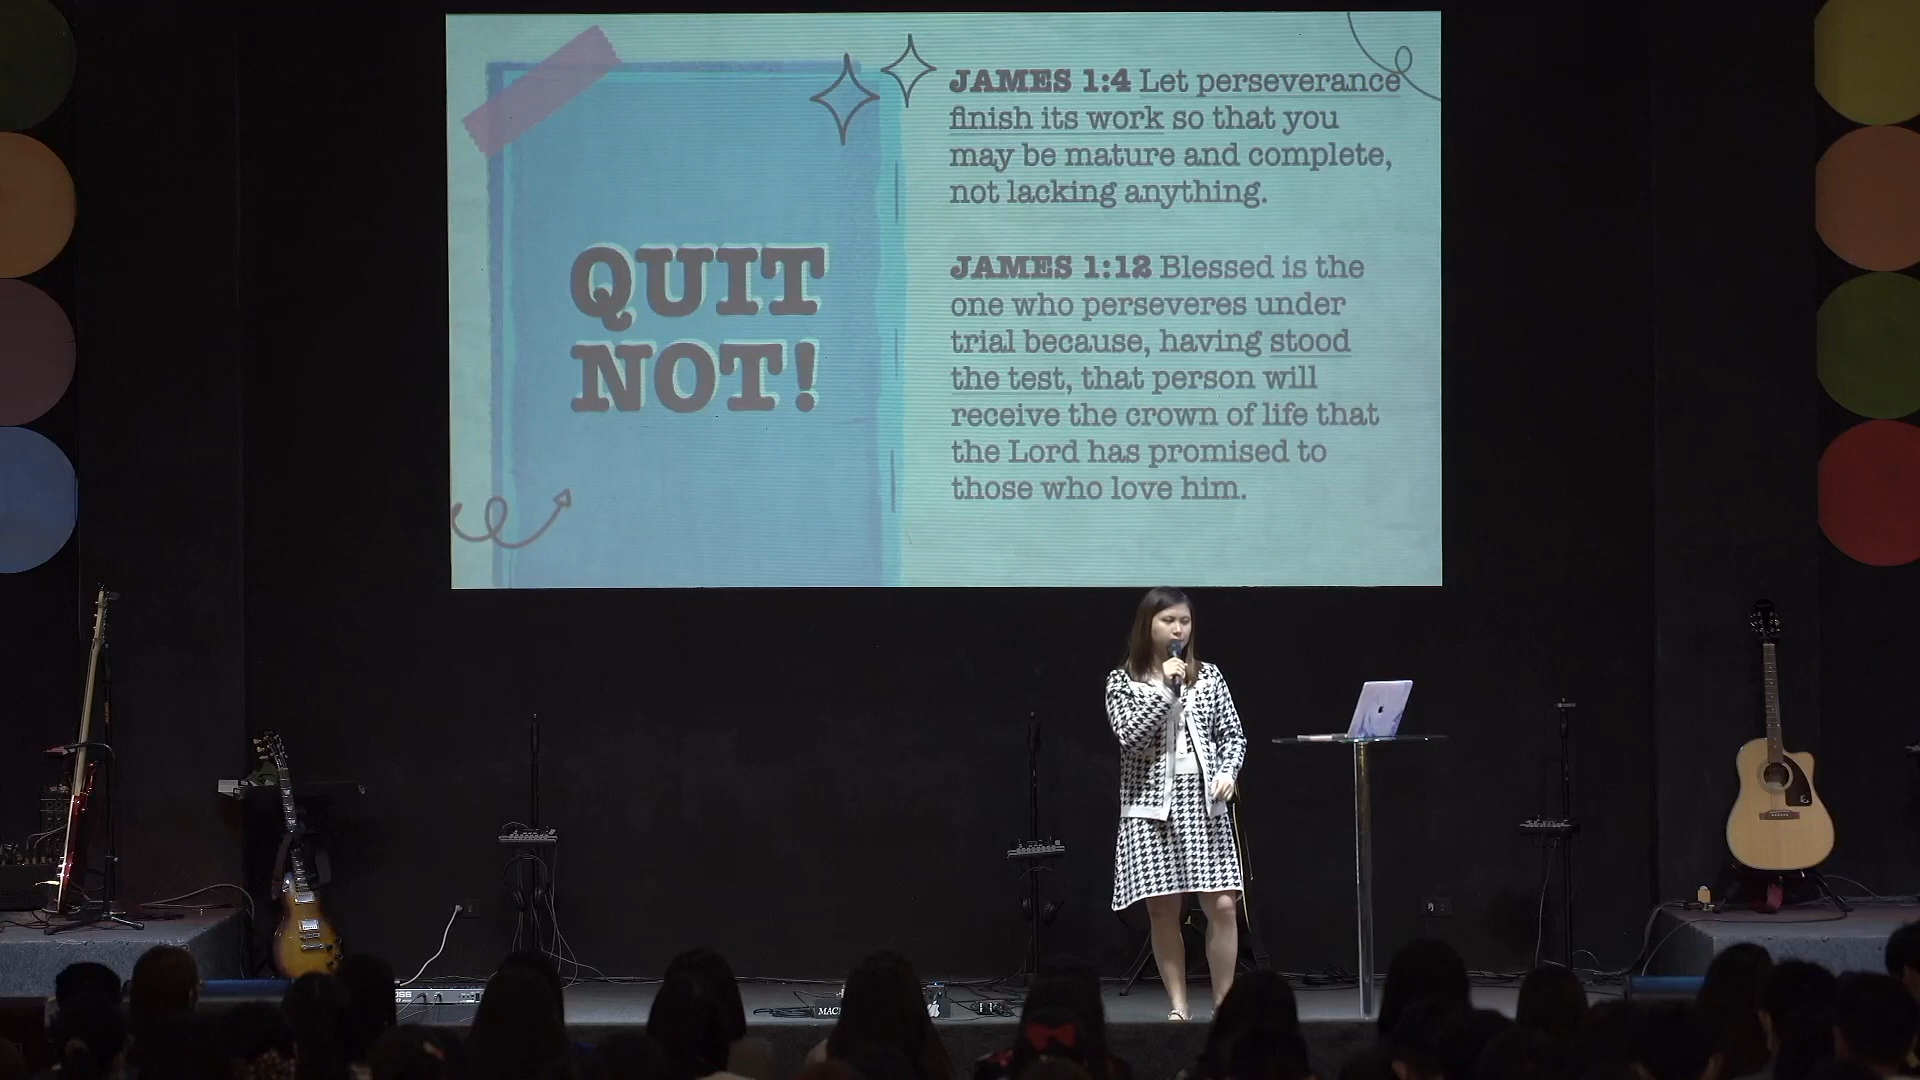 QUIT
NOT!
JAMES 1:4 Let perseverance
finish its work so that you
may be mature and complete,
not lacking anything.
JAMES 1:12 Blessed is the
one who perseveres under
trial because, having stood
the test, that person will
receive the crown of life that
the Lord has promised to
those who love him.